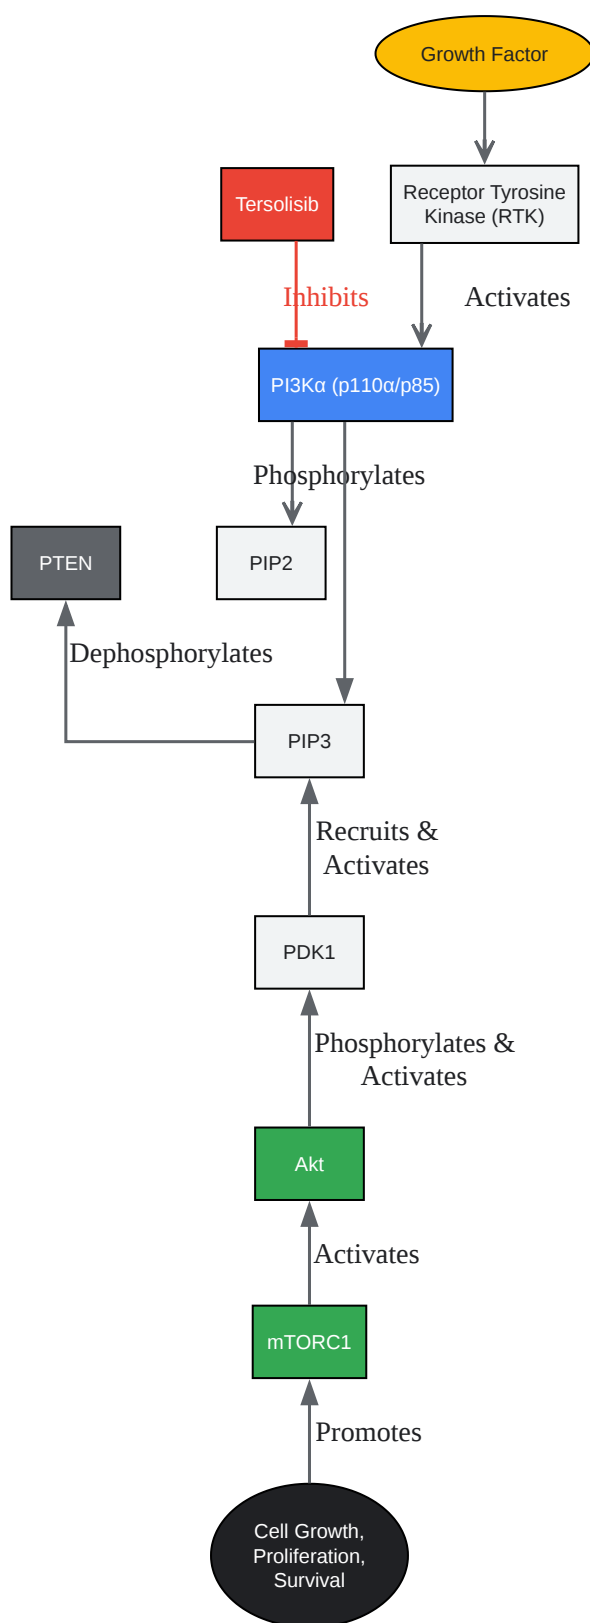 Growth Factor
Tersolisib
Receptor Tyrosine
Kinase (RTK)
Inhibits
Activates
PI3Kα (p110α/p85)
Phosphorylates
PTEN
PIP2
Dephosphorylates
PIP3
Recruits &
Activates
PDK1
Phosphorylates &
Activates
Akt
Activates
mTORC1
Promotes
Cell Growth,
Proliferation,
Survival